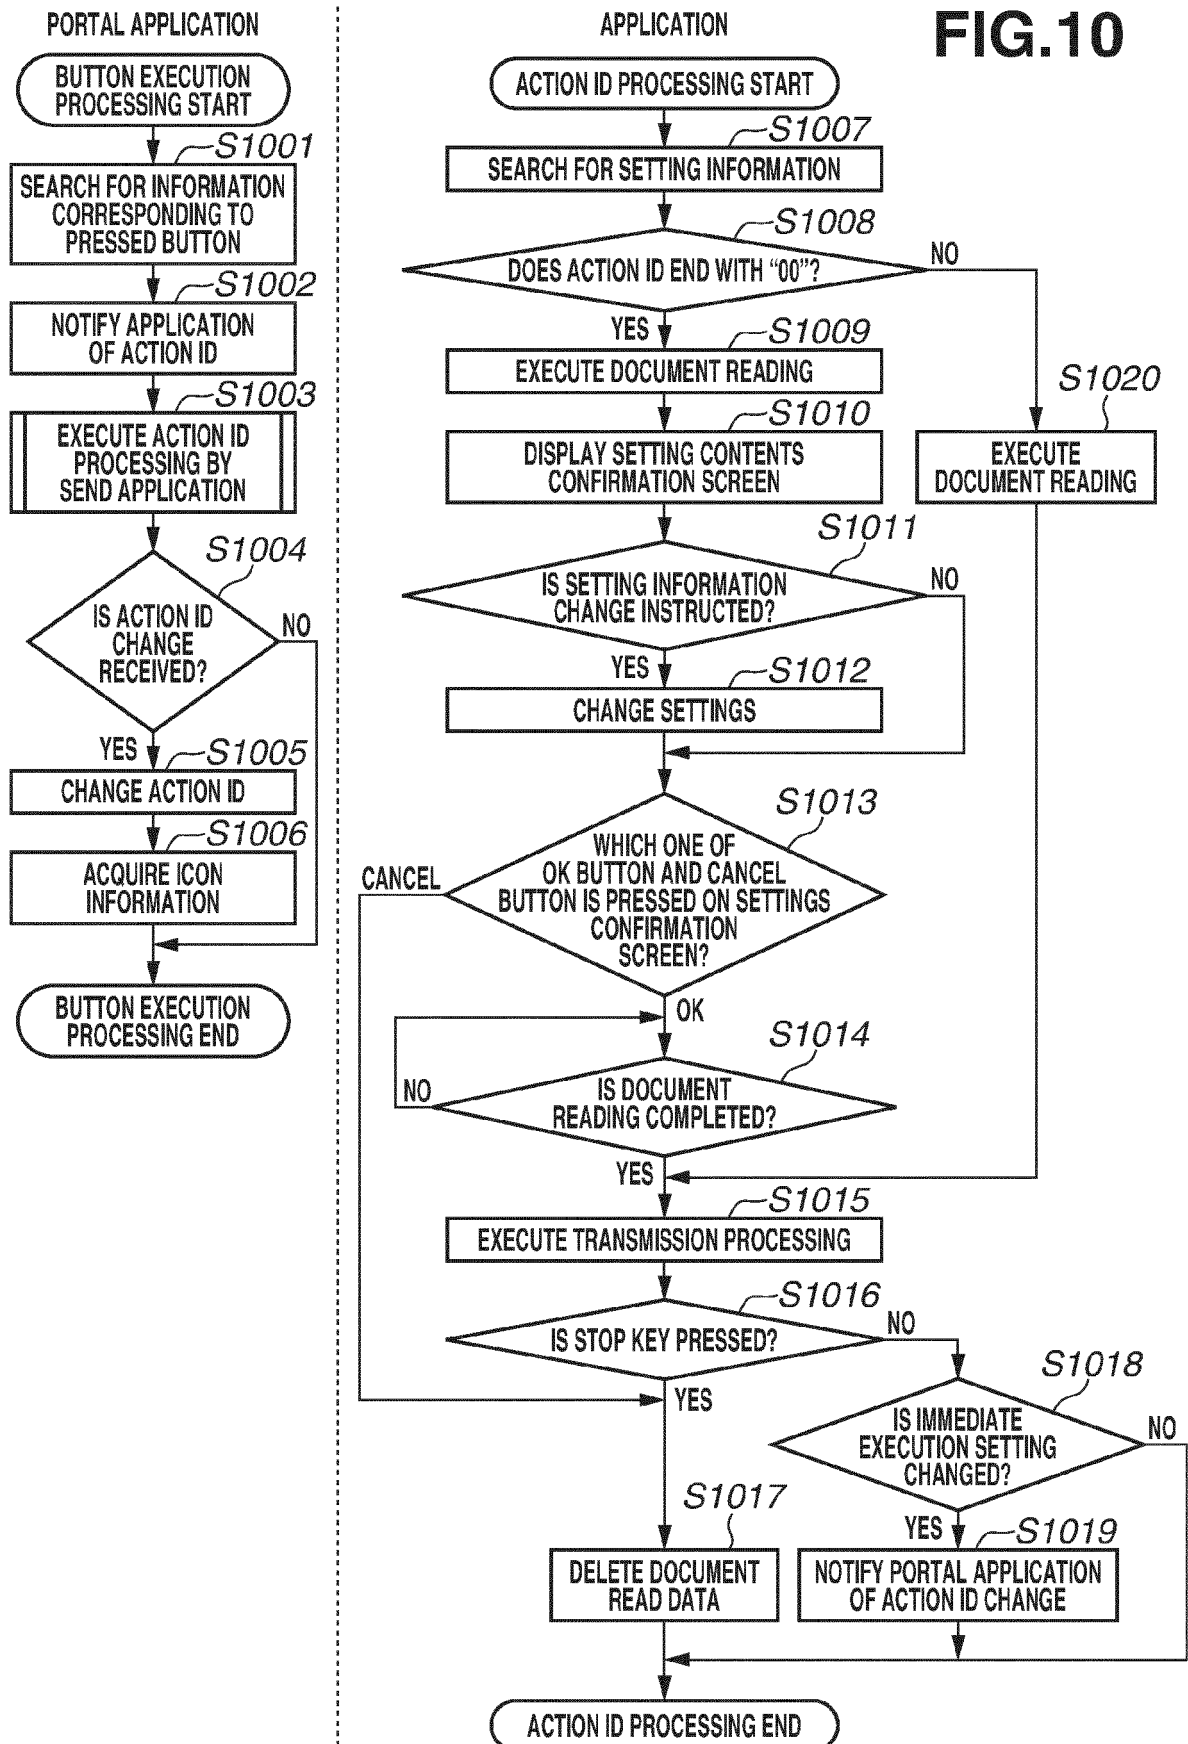 FIG.10
PORTAL APPLICATION
BUTTON EXECUTION
PROCESSING START
S1001
SEARCH FOR INFORMATION
CORRESPONDING TO
PRESSED BUTTON
S1002
NOTIFY APPLICATION
OF ACTION ID
S1003
EXECUTE ACTION ID
PROCESSING BY
SEND APPLICATION
S1004
IS ACTION ID
CHANGE
RECEIVED?
NO
YES
S1005
CHANGE ACTION ID
S1006
ACQUIRE ICON
INFORMATION
BUTTON EXECUTION
PROCESSING END
APPLICATION
ACTION ID PROCESSING START
S1007
SEARCH FOR SETTING INFORMATION
S1008
DOES ACTION ID END WITH “00”?
NO
YES
S1009
EXECUTE DOCUMENT READING
S1010
DISPLAY SETTING CONTENTS
CONFIRMATION SCREEN
S1020
EXECUTE
DOCUMENT READING
S1011
IS SETTING INFORMATION
CHANGE INSTRUCTED?
NO
YES
S1012
CHANGE SETTINGS
S1013
WHICH ONE OF
OK BUTTON AND CANCEL
BUTTON IS PRESSED ON SETTINGS
CONFIRMATION
SCREEN?
CANCEL
OK
S1014
IS DOCUMENT
READING COMPLETED?
NO
YES
S1015
EXECUTE TRANSMISSION PROCESSING
S1016
IS STOP KEY PRESSED?
NO
YES
S1018
IS IMMEDIATE
EXECUTION SETTING
CHANGED?
NO
YES
S1017
DELETE DOCUMENT
READ DATA
S1019
NOTIFY PORTAL APPLICATION
OF ACTION ID CHANGE
ACTION ID PROCESSING END